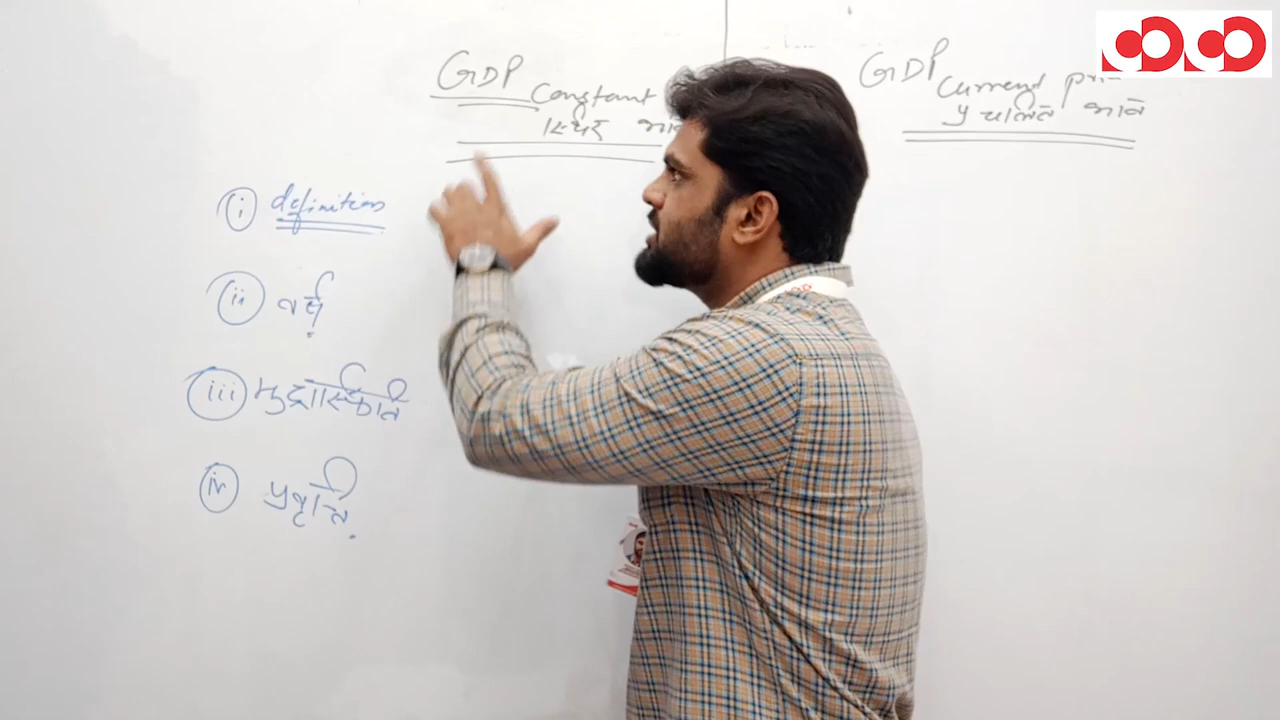 GDP Constant
स्थिर भाव
GDP Current
प्रचलित भाव
(i) definition
(ii) वर्ष
(iii) मुद्रास्फिति
(iv) प्रवृत्ति